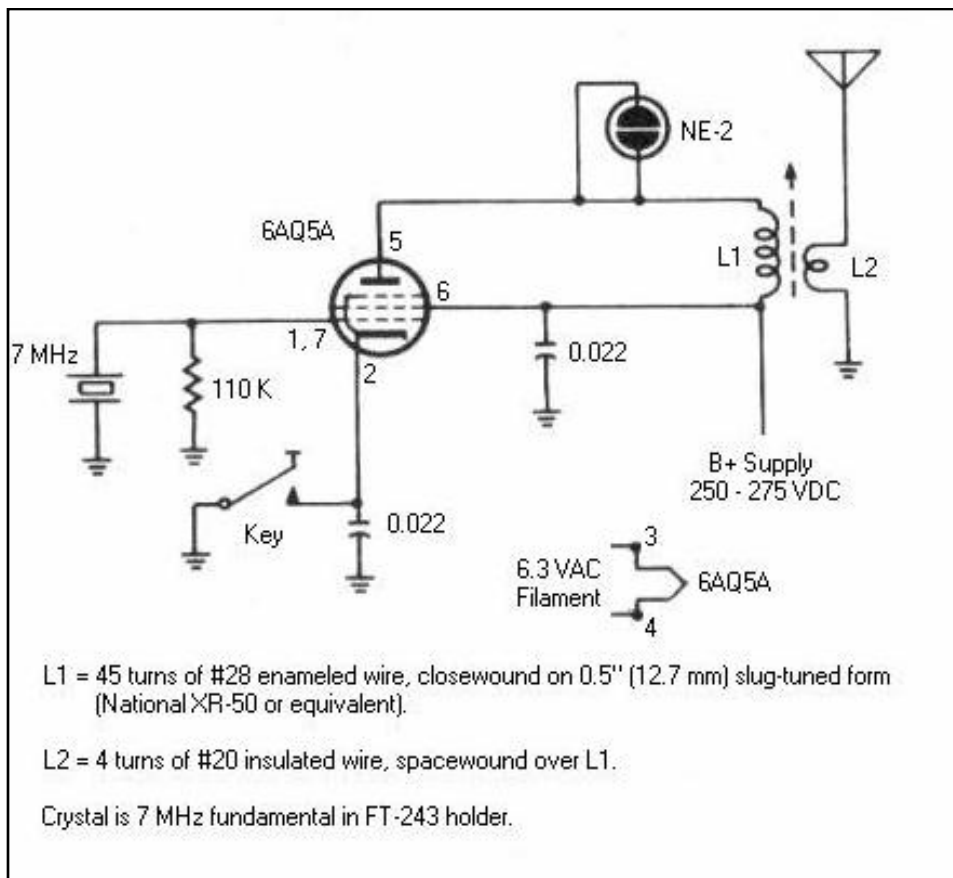 NE-2
6AQ5A
5
L1
L2
6
1, 7
0.022
7 MHz
2
110 K
B+ Supply
250 - 275 VDC
Key
0.022
3
6.3 VAC
Filament
6AQ5A
4
L1 = 45 turns of #28 enameled wire, closewound on 0.5" (12.7 mm) slug-tuned form
(National XR-50 or equivalent).
L2 = 4 turns of #20 insulated wire, spacewound over L1.
Crystal is 7 MHz fundamental in FT-243 holder.